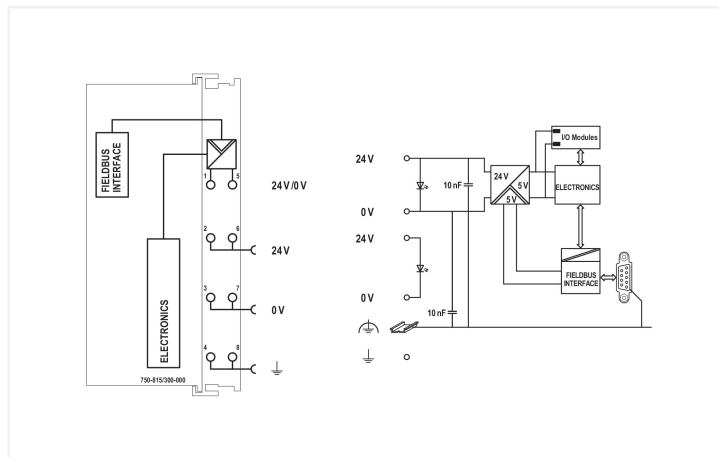 FIELDBUS
INTERFACE
ELECTRONICS
1 5
24 V /0 V
2 6
24 V
3 7
0 V
4 8
750-815/300-000
24 V
0 V
24 V
0 V
10 nF
10 nF
24 V
5 V
5 V
I/O Modules
ELECTRONICS
FIELDBUS
INTERFACE